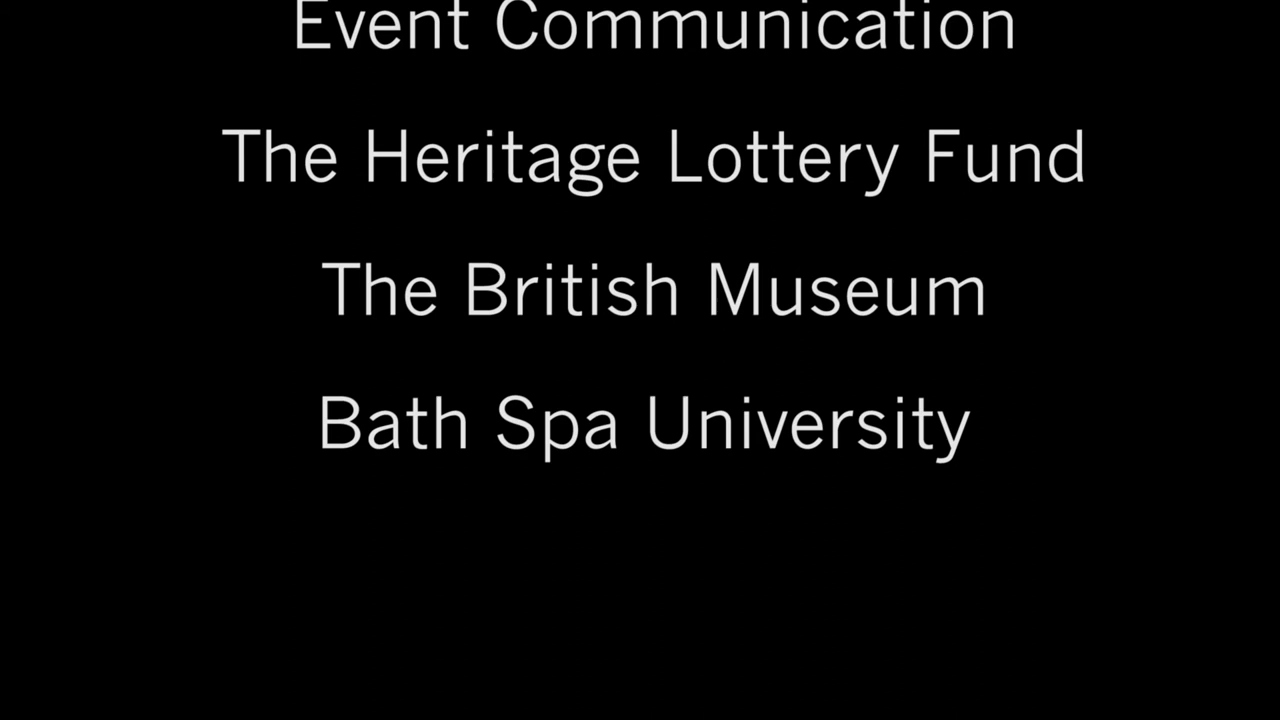 Event Communication
The Heritage Lottery Fund
The British Museum
Bath Spa University